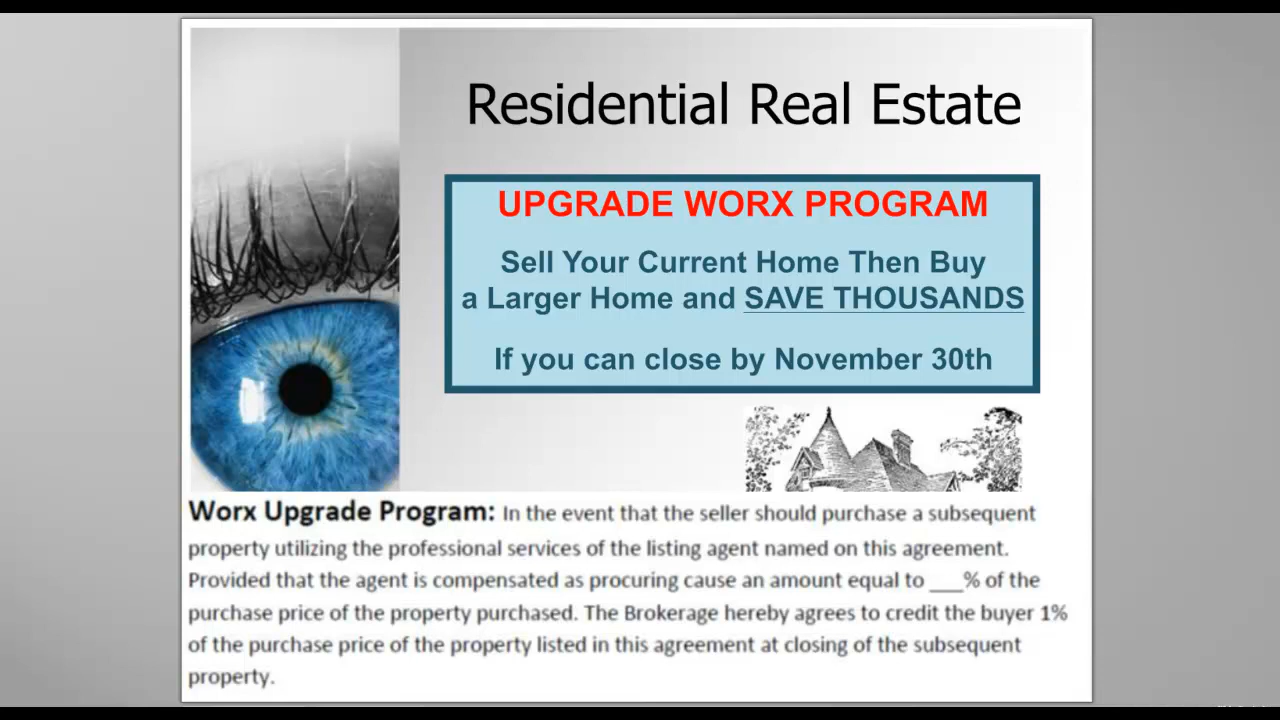 Residential Real Estate
UPGRADE WORX PROGRAM
Sell Your Current Home Then Buy
a Larger Home and SAVE THOUSANDS
If you can close by November 30th
Worx Upgrade Program: In the event that the seller should purchase a subsequent
property utilizing the professional services of the listing agent named on this agreement.
Provided that the agent is compensated as procuring cause an amount equal to ___% of the
purchase price of the property purchased. The Brokerage hereby agrees to credit the buyer 1%
of the purchase price of the property listed in this agreement at closing of the subsequent
property.